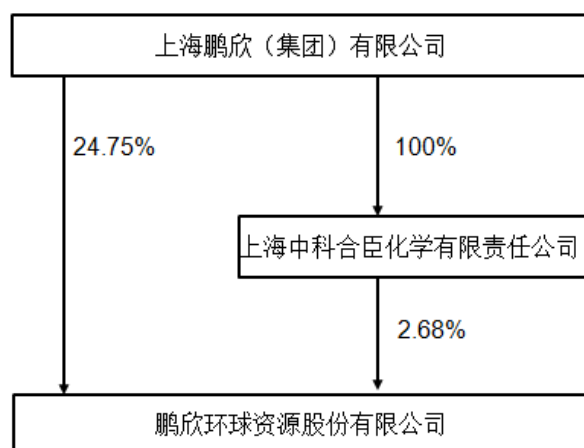 上海鹏欣（集团）有限公司
24.75%
100%
上海中科合臣化学有限责任公司
2.68%
鹏欣环球资源股份有限公司